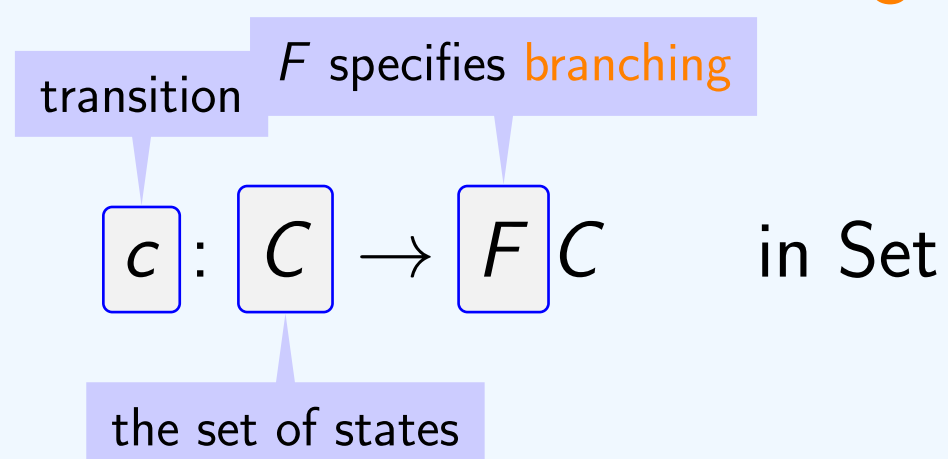 F specifies branching
transition
c : C → F C in Set
the set of states